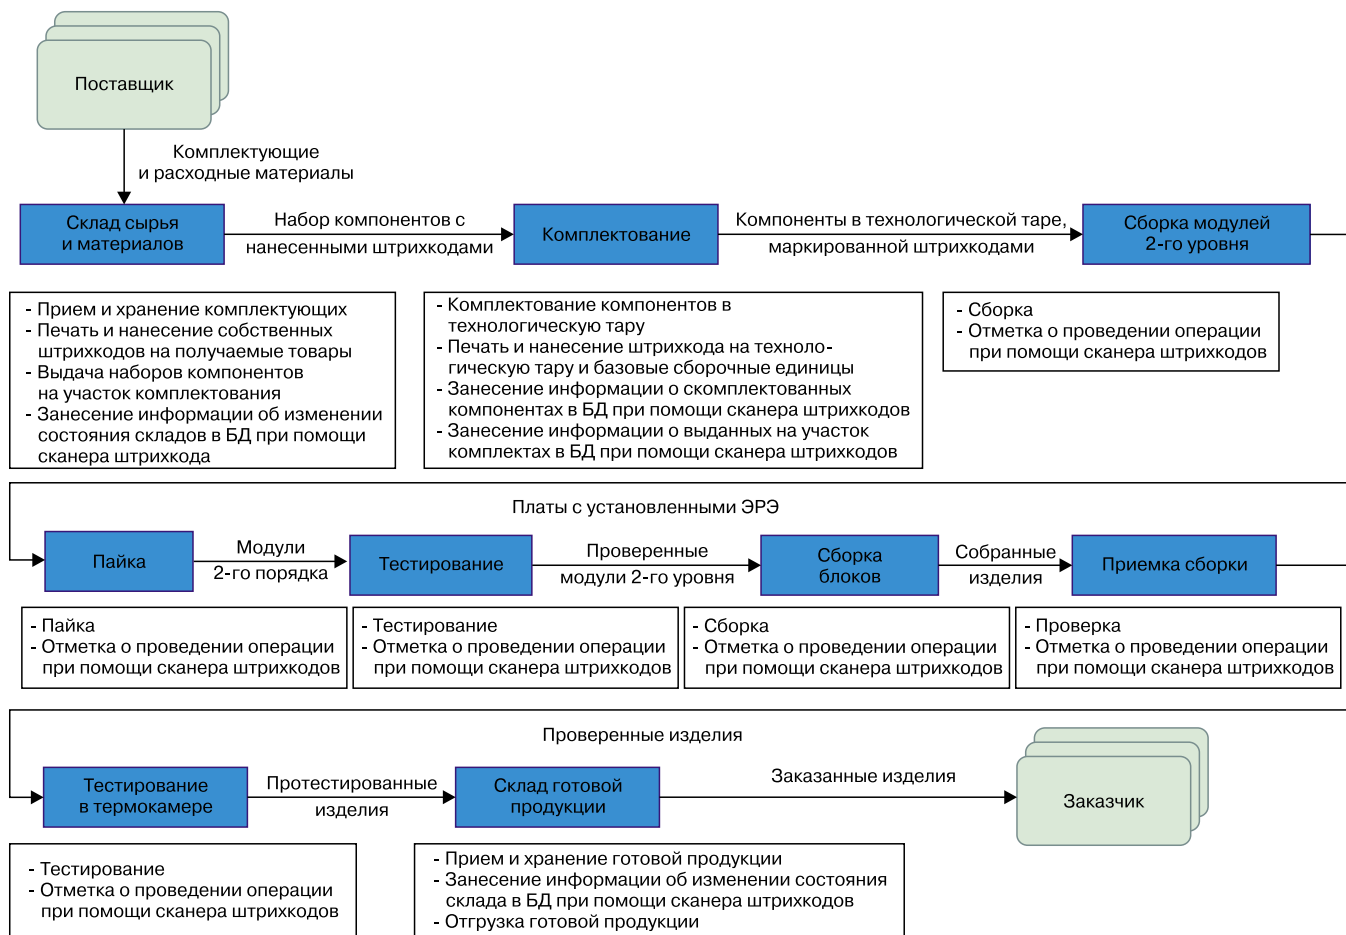 Поставщик
Комплектующие
и расходные материалы
Склад сырья
и материалов
Набор компонентов с
нанесенными штрихкодами
Комплектование
Компоненты в технологической таре,
маркированной штрихкодами
Сборка модулей
2-го уровня
- Прием и хранение комплектующих
- Печать и нанесение собственных
штрихкодов на получаемые товары
- Выдача наборов компонентов
на участок комплектования
- Занесение информации об изменении
состояния складов в БД при помощи
сканера штрихкода
- Комплектование компонентов в
технологическую тару
- Печать и нанесение штрихкода на техноло-
гическую тару и базовые сборочные единицы
- Занесение информации о скомплектованных
компонентах в БД при помощи сканера штрихкодов
- Занесение информации о выданных на участок
комплектах в БД при помощи сканера штрихкодов
- Сборка
- Отметка о проведении операции
при помощи сканера штрихкодов
Платы с установленными ЭРЭ
Пайка
Модули
2-го порядка
Тестирование
Проверенные
модули 2-го уровня
Сборка
блоков
Собранные
изделия
Приемка сборки
- Пайка
- Отметка о проведении операции
при помощи сканера штрихкодов
- Тестирование
- Отметка о проведении операции
при помощи сканера штрихкодов
- Сборка
- Отметка о проведении операции
при помощи сканера штрихкодов
- Проверка
- Отметка о проведении операции
при помощи сканера штрихкодов
Проверенные изделия
Тестирование
в термокамере
Протестированные
изделия
Склад готовой
продукции
Заказанные изделия
Заказчик
- Тестирование
- Отметка о проведении операции
при помощи сканера штрихкодов
- Прием и хранение готовой продукции
- Занесение информации об изменении состояния
склада в БД при помощи сканера штрихкодов
- Отгрузка готовой продукции